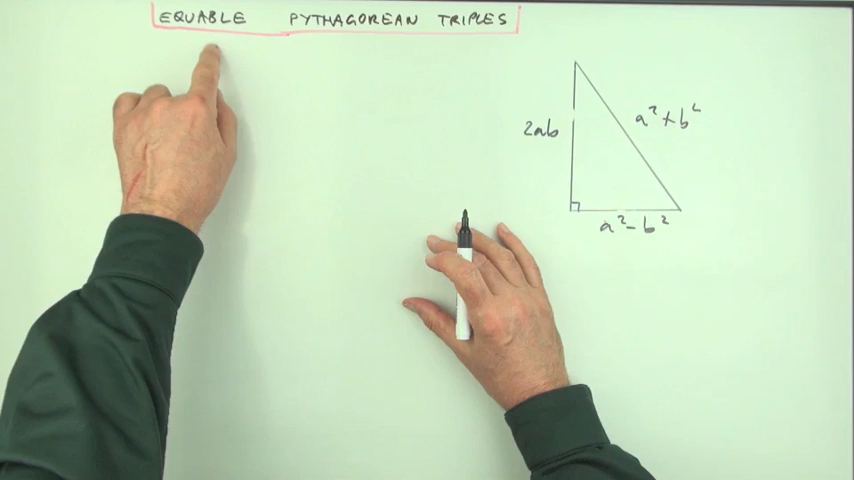 EQUABLE PYTHAGOREAN TRIPLES
2ab
a² + b²
a² - b²